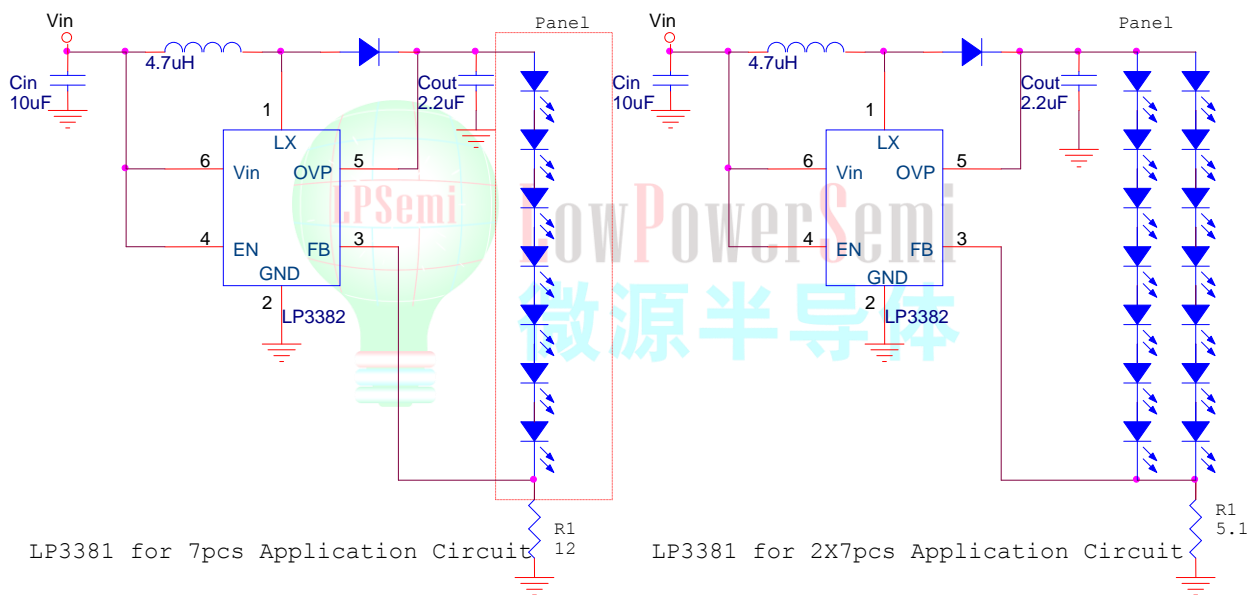 Vin
Panel
4.7uH
Cin
10uF
Cout
2.2uF
1
LX
6
Vin
OVP
5
4
EN
FB
3
GND
2
LP3382
R1
12
LP3381 for 7pcs Application Circuit
Vin
Panel
4.7uH
Cin
10uF
Cout
2.2uF
1
LX
6
Vin
OVP
5
4
EN
FB
3
GND
2
LP3382
R1
5.1
LP3381 for 2X7pcs Application Circuit
LPSemi
LowPowerSemi
微源半导体